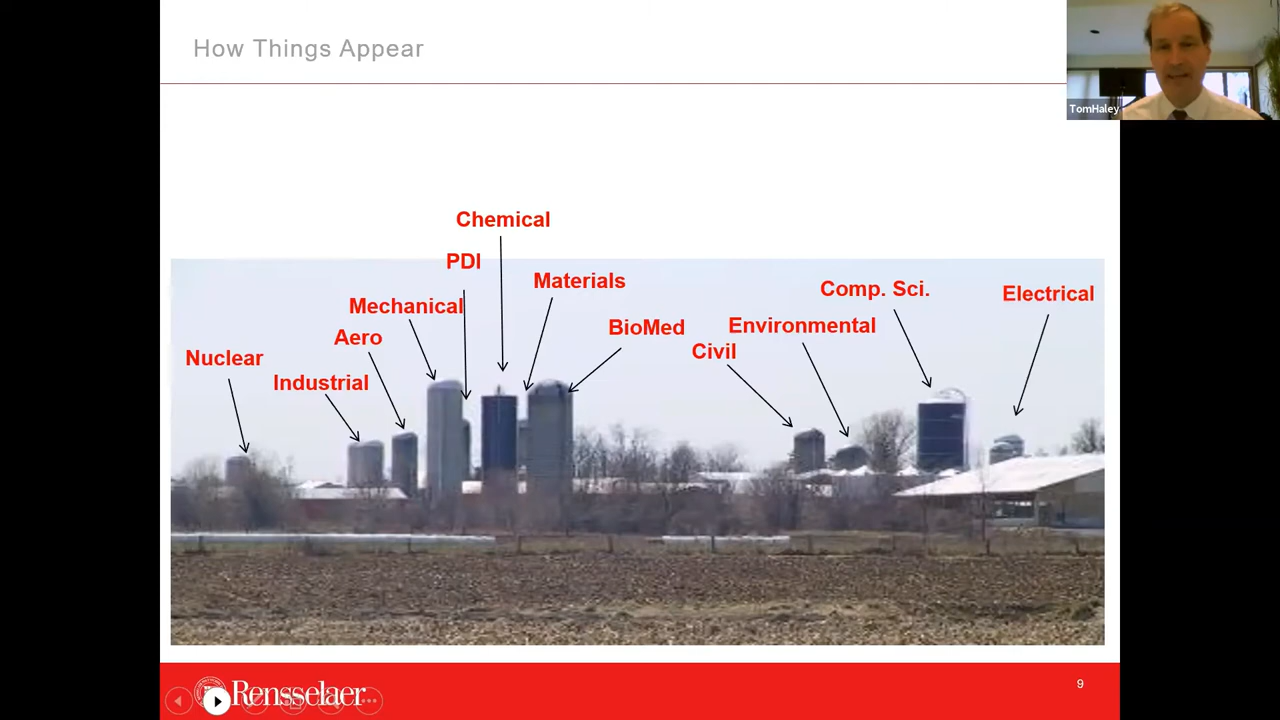 How Things Appear
TomHaley
Chemical
PDI
Materials
Mechanical
Comp. Sci.
Electrical
BioMed
Environmental
Aero
Civil
Nuclear
Industrial
Rensselaer
9